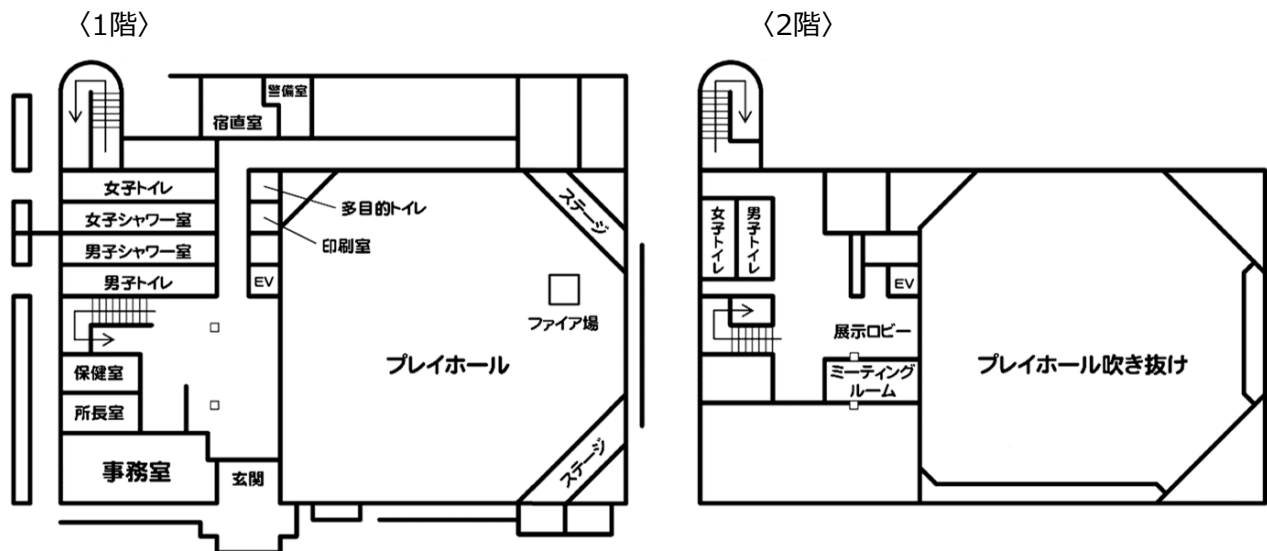 〈1階〉
警備室
宿直室
女子トイレ
多目的トイレ
女子シャワー室
印刷室
男子シャワー室
男子トイレ
EV
ステージ
ファイア場
プレイホール
保健室
所長室
事務室
玄関
ステージ
〈2階〉
女子トイレ
男子トイレ
EV
展示ロビー
ミーティング
ルーム
プレイホール吹き抜け